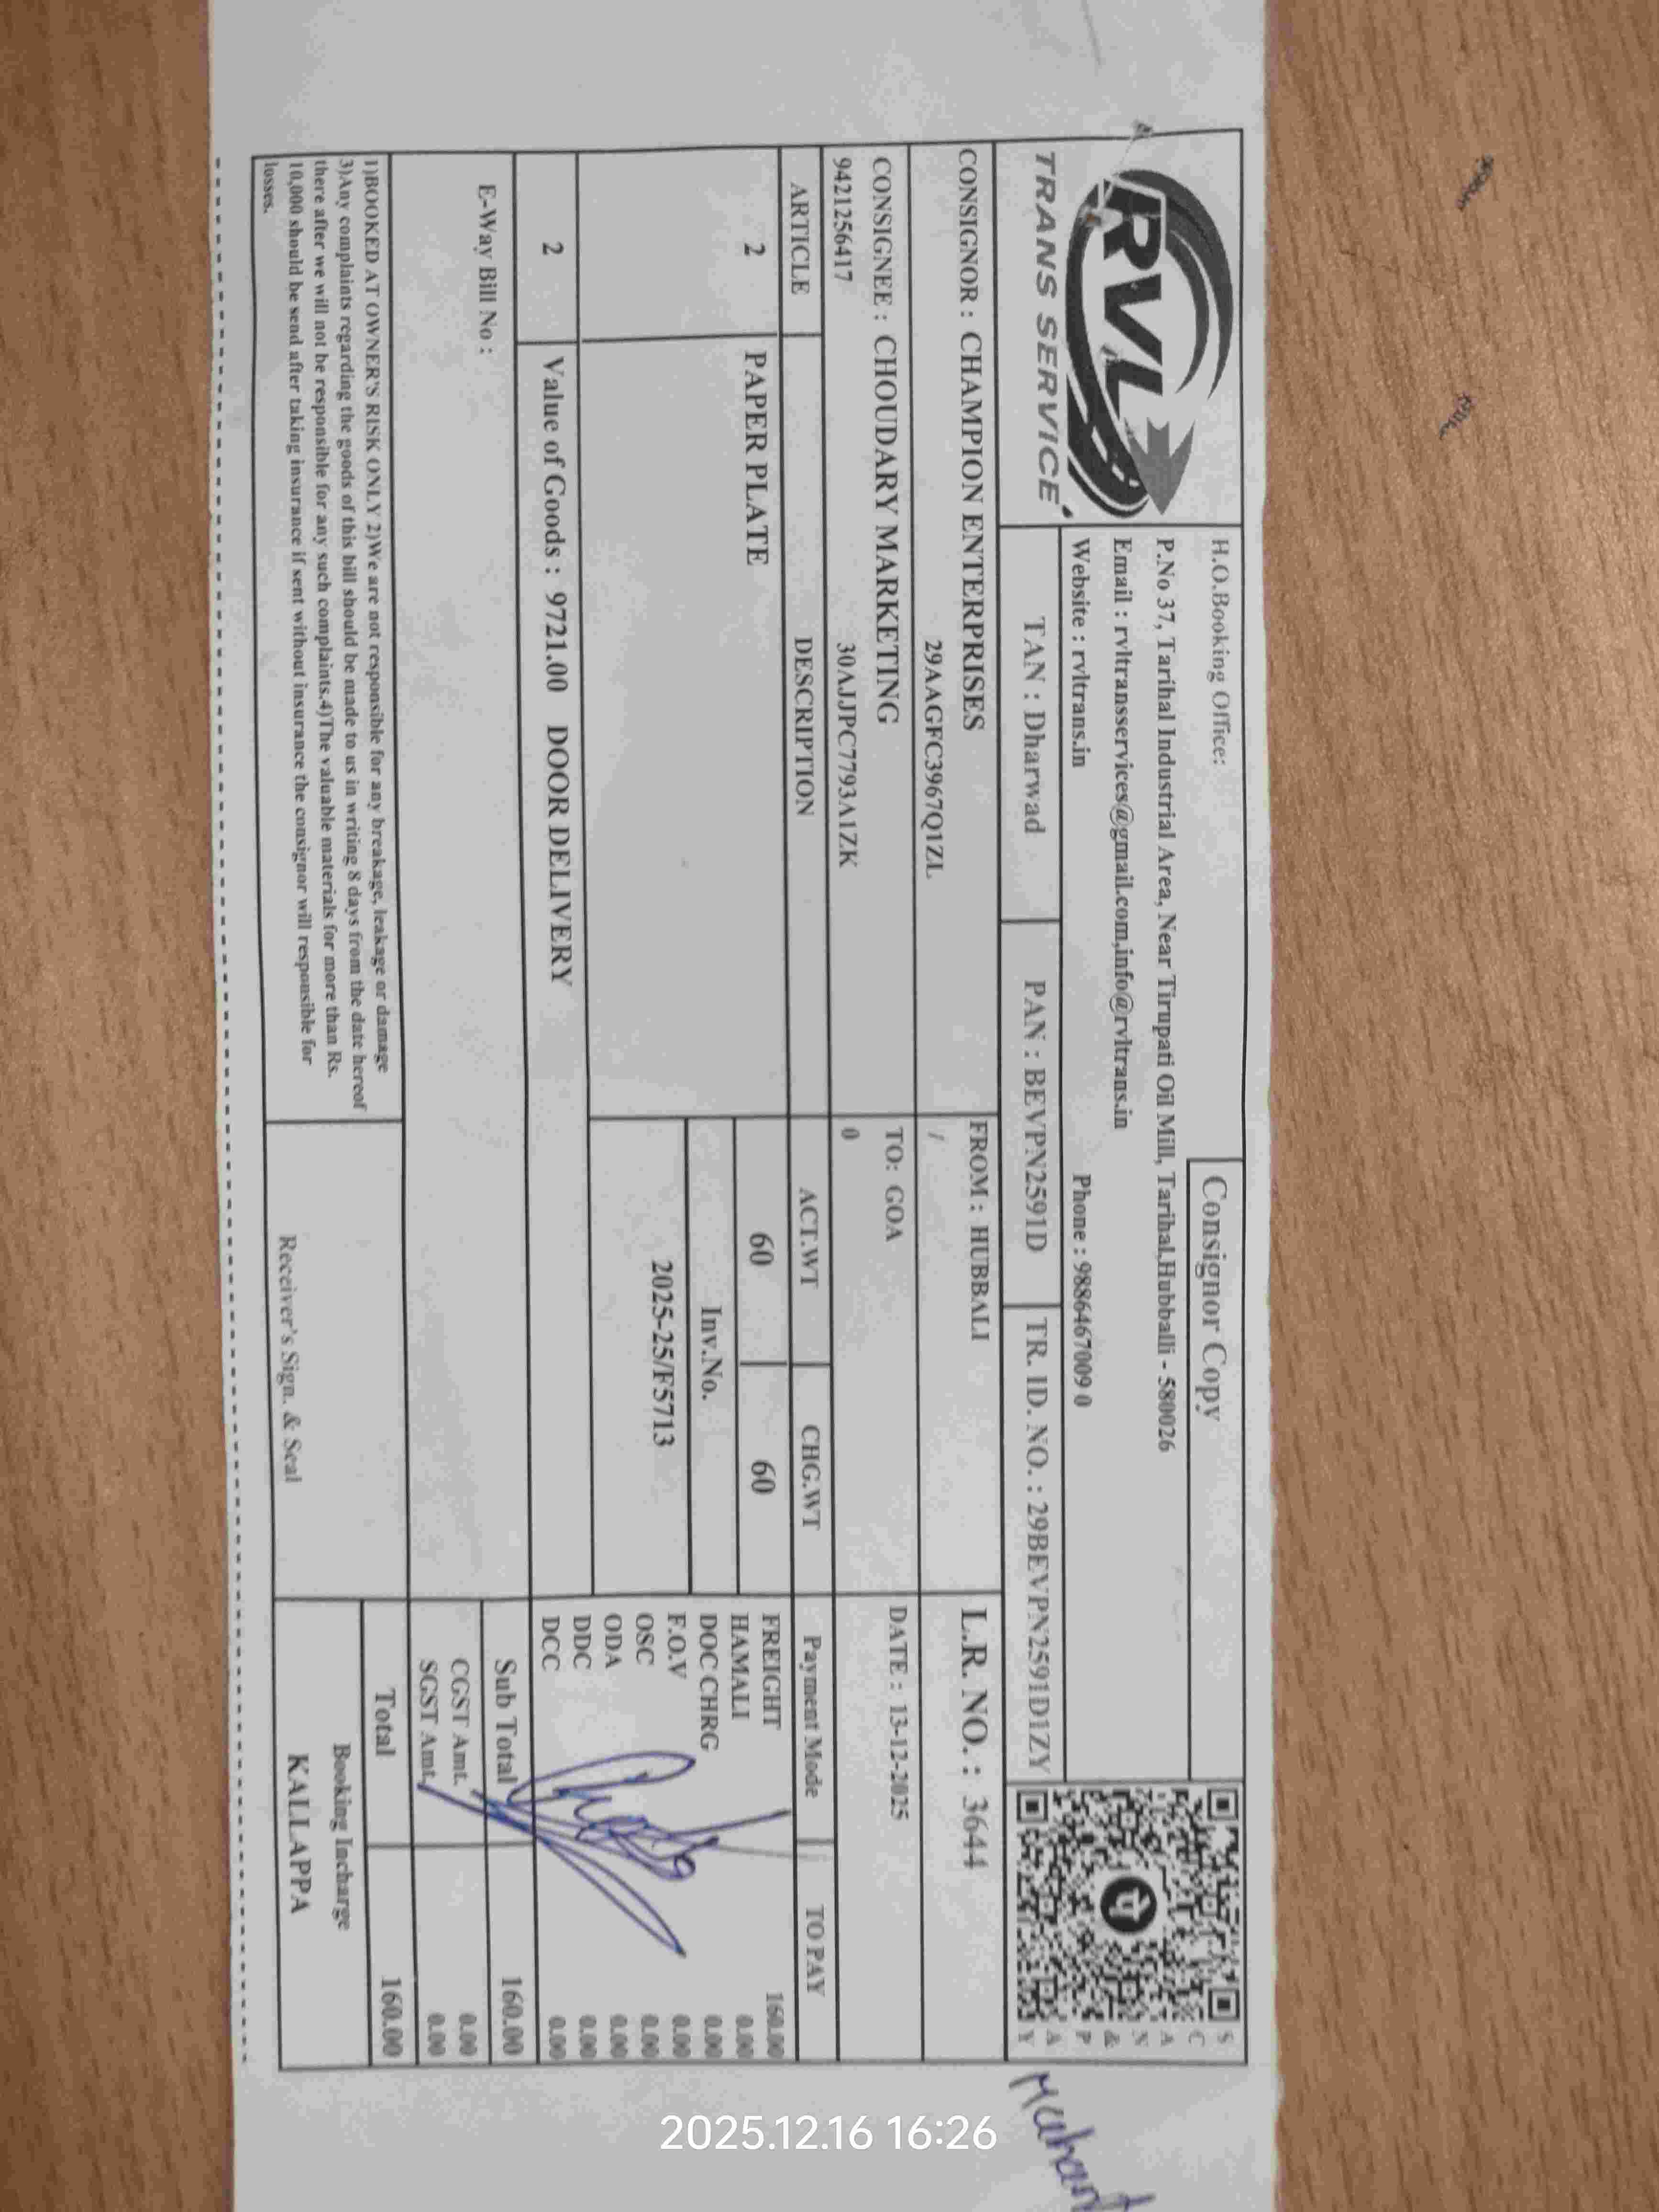 RVL
TRANS SERVICE
H.O.Booking Office:
Consignor Copy
P.No 37, Tarihal Industrial Area, Near Tirupati Oil Mill, Tarihal,Hubballi - 580026
Email : rvltransservices@gmail.com,info@rvltrans.in
Website : rvltrans.in Phone : 9886467009 0
SCAN & PAY
TAN : Dharwad PAN : BEVPN2591D TR. ID. NO. : 29BEVPN2591D1ZY
CONSIGNOR : CHAMPION ENTERPRISES FROM : HUBBALI L.R. NO. : 3644
29AAGFC3967Q1ZL /
CONSIGNEE : CHOUDARY MARKETING TO: GOA DATE : 13-12-2025
9421256417 30AJJPC7793A1ZK 0
ARTICLE DESCRIPTION ACT.WT CHG.WT Payment Mode TO PAY
2 PAPER PLATE 60 60 FREIGHT 160.00
HAMALI 0.00
Inv.No. DOC CHRG 0.00
2025-25/F5713 F.O.V 0.00
OSC 0.00
ODA 0.00
DDC 0.00
2 Value of Goods : 9721.00 DOOR DELIVERY DCC 0.00
E-Way Bill No : Sub Total 160.00
CGST Amt. 0.00
SGST Amt. 0.00
Total 160.00
1)BOOKED AT OWNER'S RISK ONLY 2)We are not responsible for any breakage, leakage or damage
3)Any complaints regarding the goods of this bill should be made to us in writing 8 days from the date hereof
there after we will not be responsible for any such complaints.4)The valuable materials for more than Rs.
10,000 should be send after taking insurance if sent without insurance the consignor will responsible for
losses.
Receiver's Sign. & Seal
Booking Incharge
KALLAPPA
2025.12.16 16:26